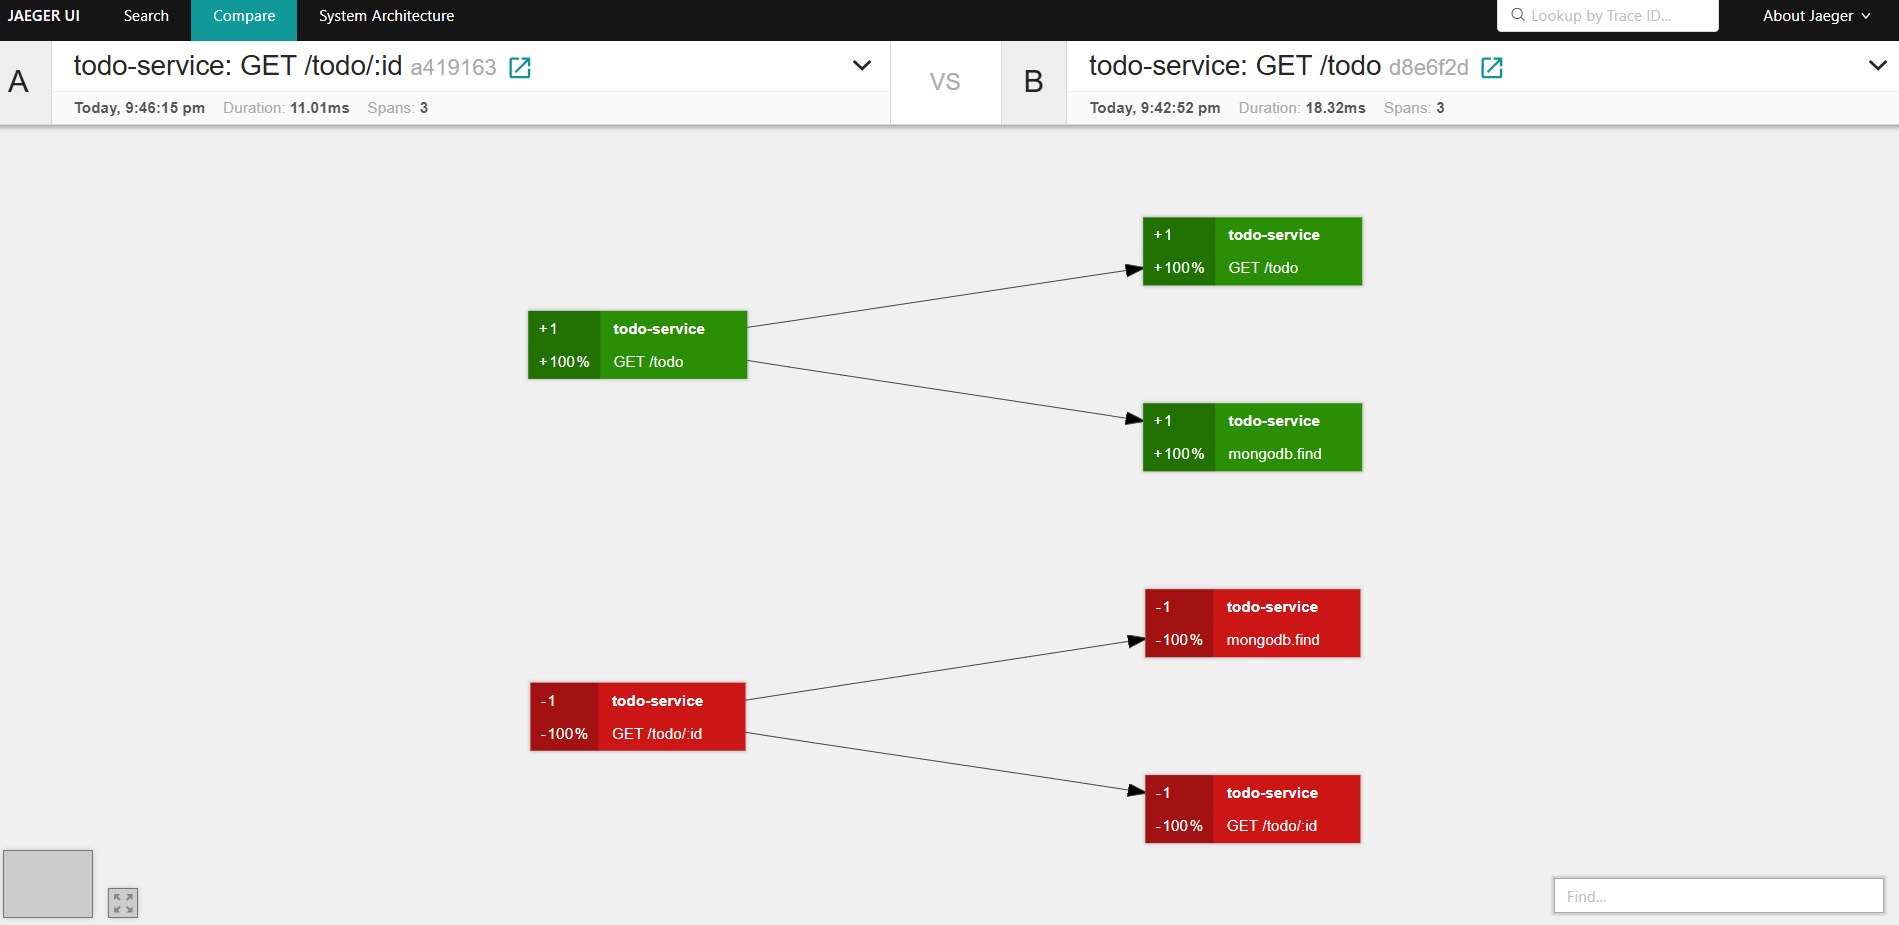 JAEGER UI Search Compare System Architecture Lookup by Trace ID... About Jaeger
A todo-service: GET /todo/:id a419163
Today, 9:46:15 pm Duration: 11.01ms Spans: 3
VS
B todo-service: GET /todo d8e6f2d
Today, 9:42:52 pm Duration: 18.32ms Spans: 3
+1 todo-service
+100% GET /todo
+1 todo-service
+100% GET /todo
+1 todo-service
+100% mongodb.find
-1 todo-service
-100% mongodb.find
-1 todo-service
-100% GET /todo/:id
-1 todo-service
-100% GET /todo/:id
Find...